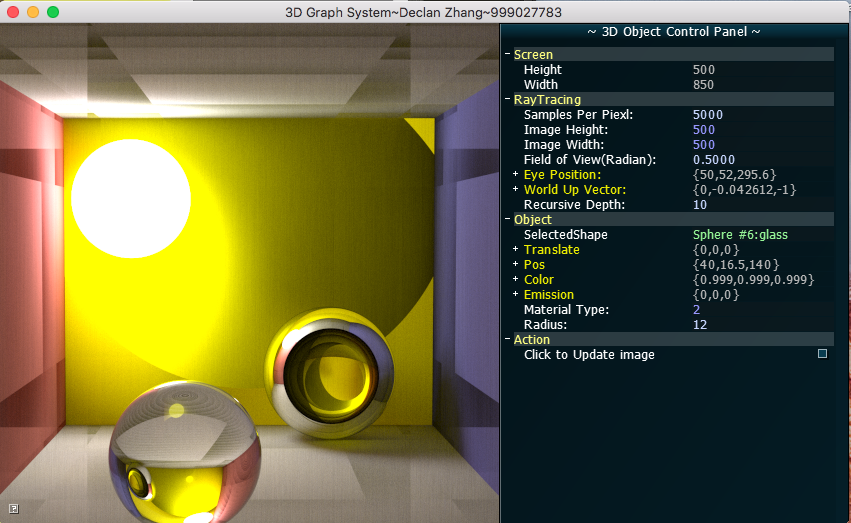 3D Graph System~Declan Zhang~999027783
~ 3D Object Control Panel ~
- Screen
Height 500
Width 850
- RayTracing
Samples Per Piexl: 5000
Image Height: 500
Image Width: 500
Field of View(Radian): 0.5000
+ Eye Position: {50,52,295.6}
+ World Up Vector: {0,-0.042612,-1}
Recursive Depth: 10
- Object
SelectedShape Sphere #6:glass
+ Translate {0,0,0}
+ Pos {40,16.5,140}
+ Color {0.999,0.999,0.999}
+ Emission {0,0,0}
Material Type: 2
Radius: 12
- Action
Click to Update image
?